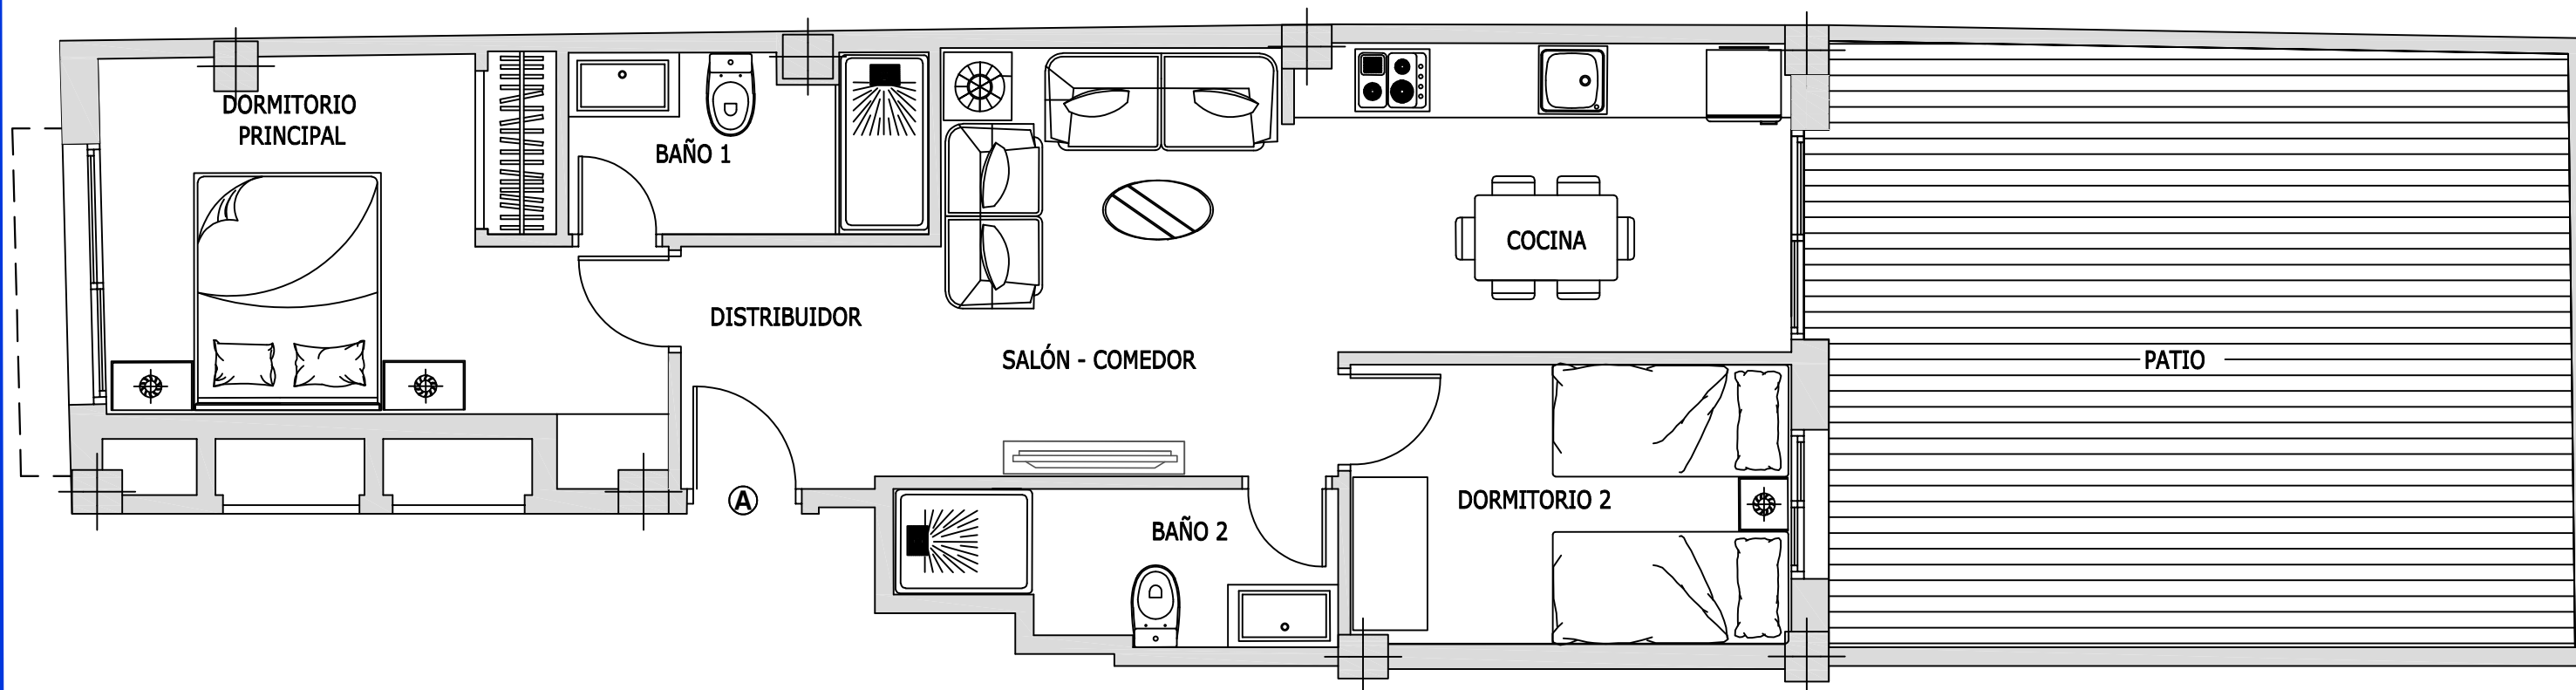 DORMITORIO
PRINCIPAL
BAÑO 1
COCINA
DISTRIBUIDOR
SALÓN - COMEDOR
PATIO
A
DORMITORIO 2
BAÑO 2